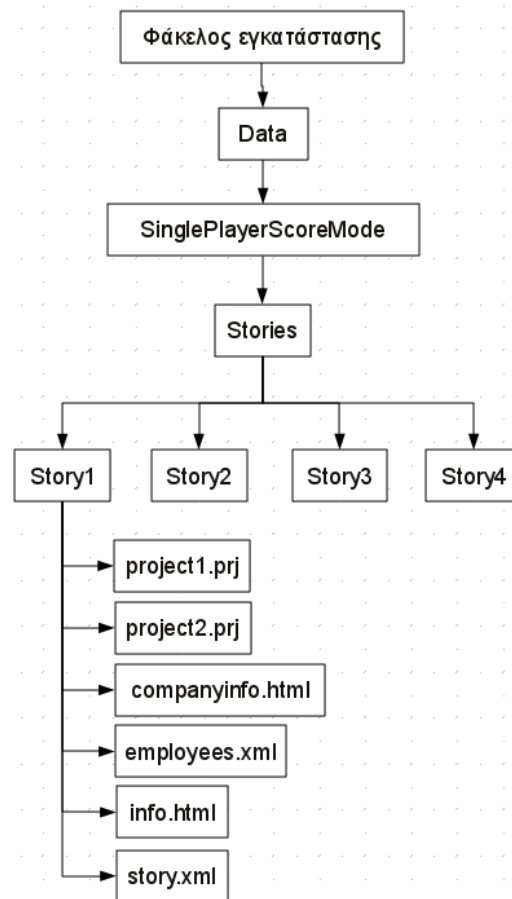 Φάκελος εγκατάστασης
Data
SinglePlayerScoreMode
Stories
Story1
Story2
Story3
Story4
project1.prj
project2.prj
companyinfo.html
employees.xml
info.html
story.xml